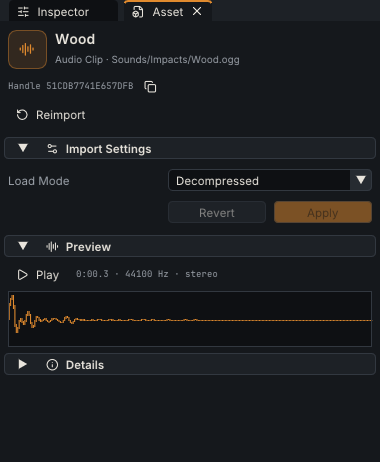 Inspector
Asset
Wood
Audio Clip · Sounds/Impacts/Wood.ogg
Handle 51CDB7741E657DFB
Reimport
Import Settings
Load Mode
Decompressed
Revert
Apply
Preview
Play
0:00.3 · 44100 Hz · stereo
Details